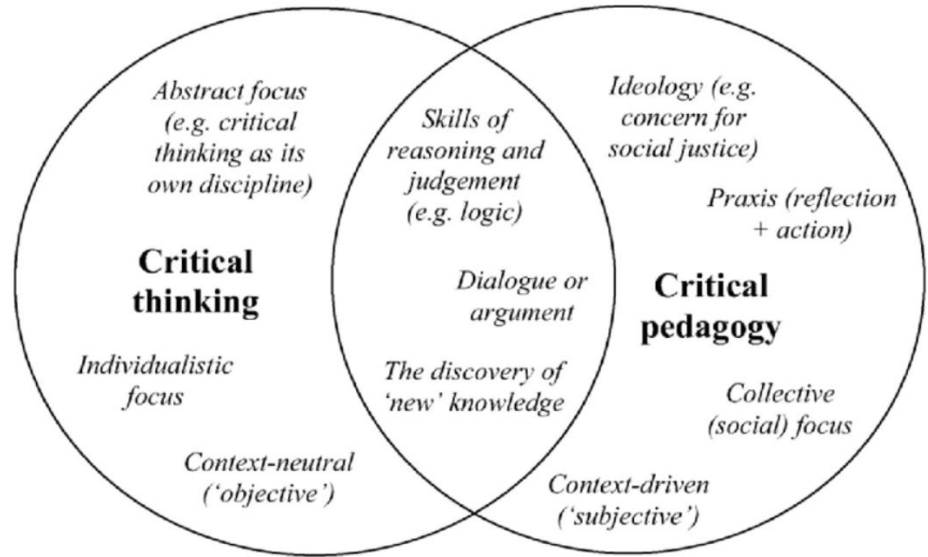 Abstract focus
(e.g. critical
thinking as its
own discipline)
Critical
thinking
Individualistic
focus
Context-neutral
(‘objective’)
Skills of
reasoning and
judgement
(e.g. logic)
Dialogue or
argument
The discovery of
‘new’ knowledge
Ideology (e.g.
concern for
social justice)
Praxis (reflection
+ action)
Critical
pedagogy
Collective
(social) focus
Context-driven
(‘subjective’)